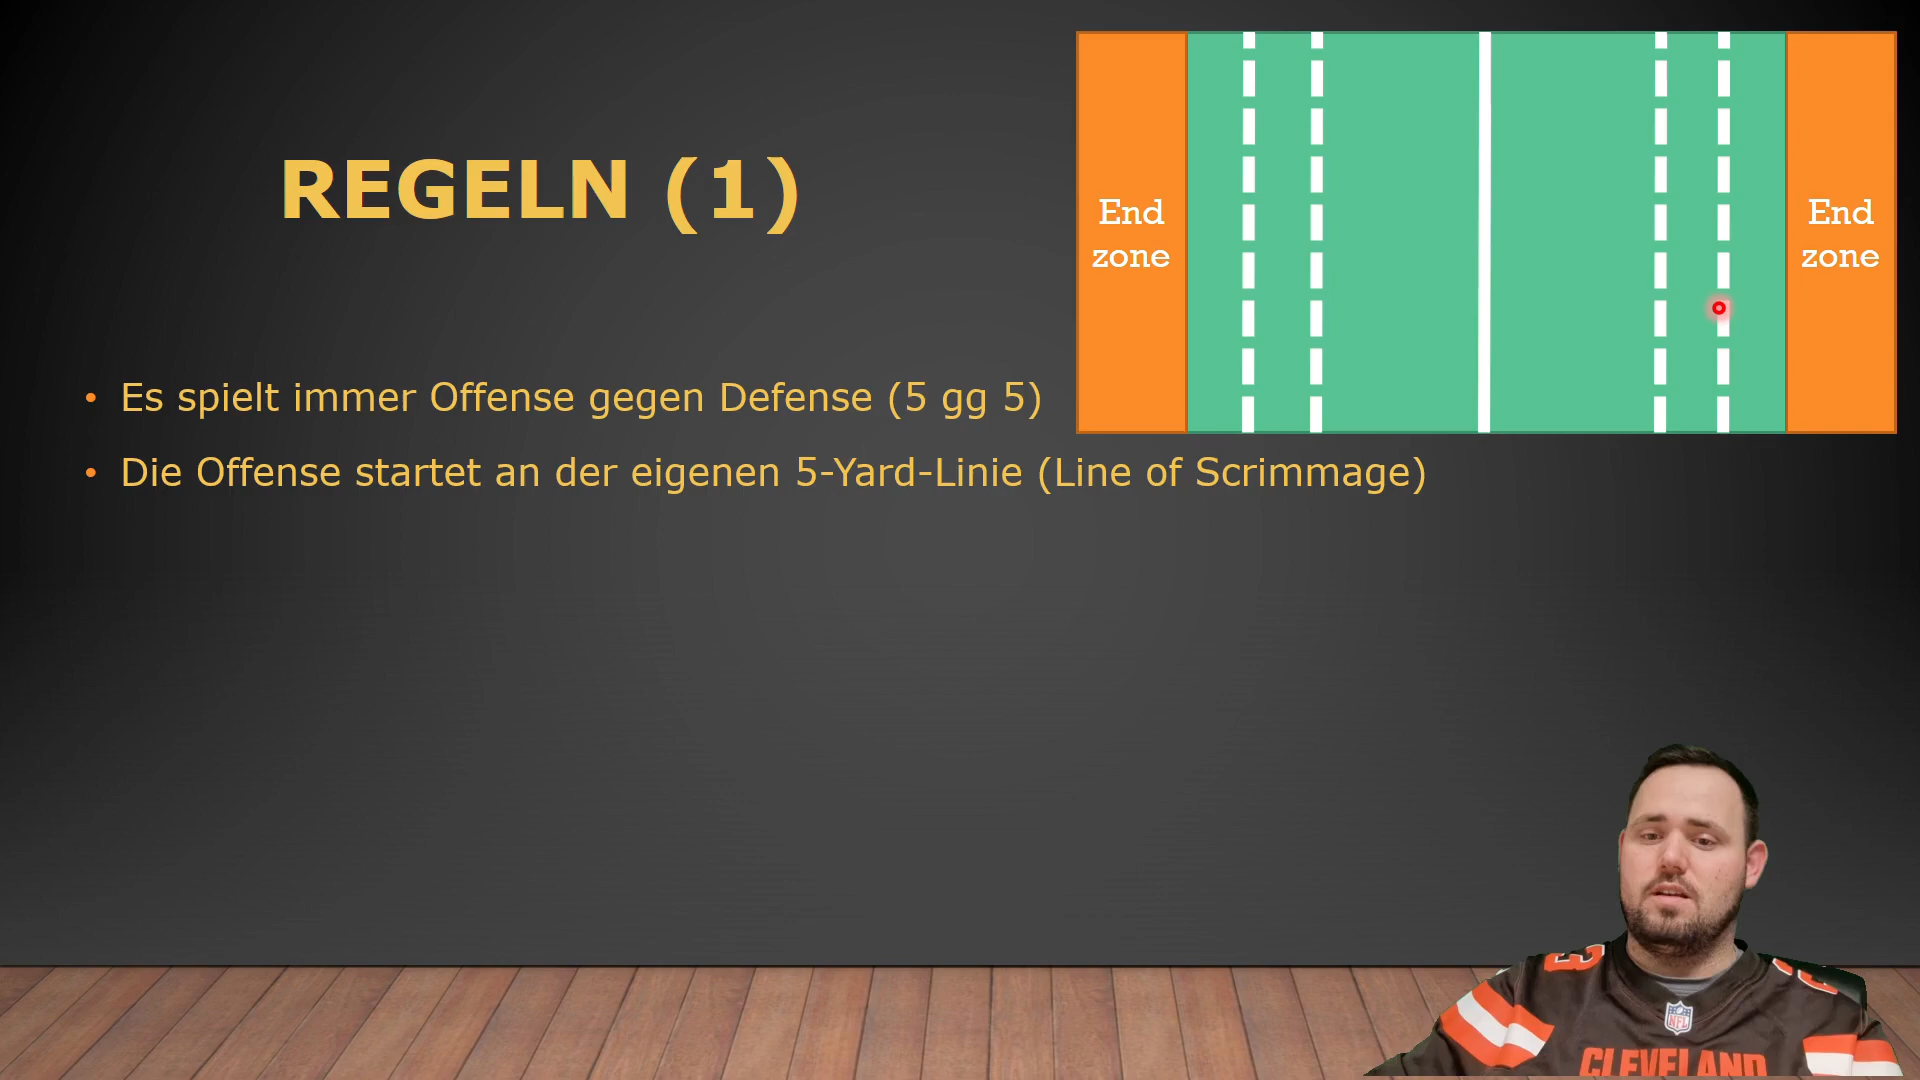 REGELN (1)
End
zone
End
zone
• Es spielt immer Offense gegen Defense (5 gg 5)
• Die Offense startet an der eigenen 5-Yard-Linie (Line of Scrimmage)
3
NFL
CLEVELAND